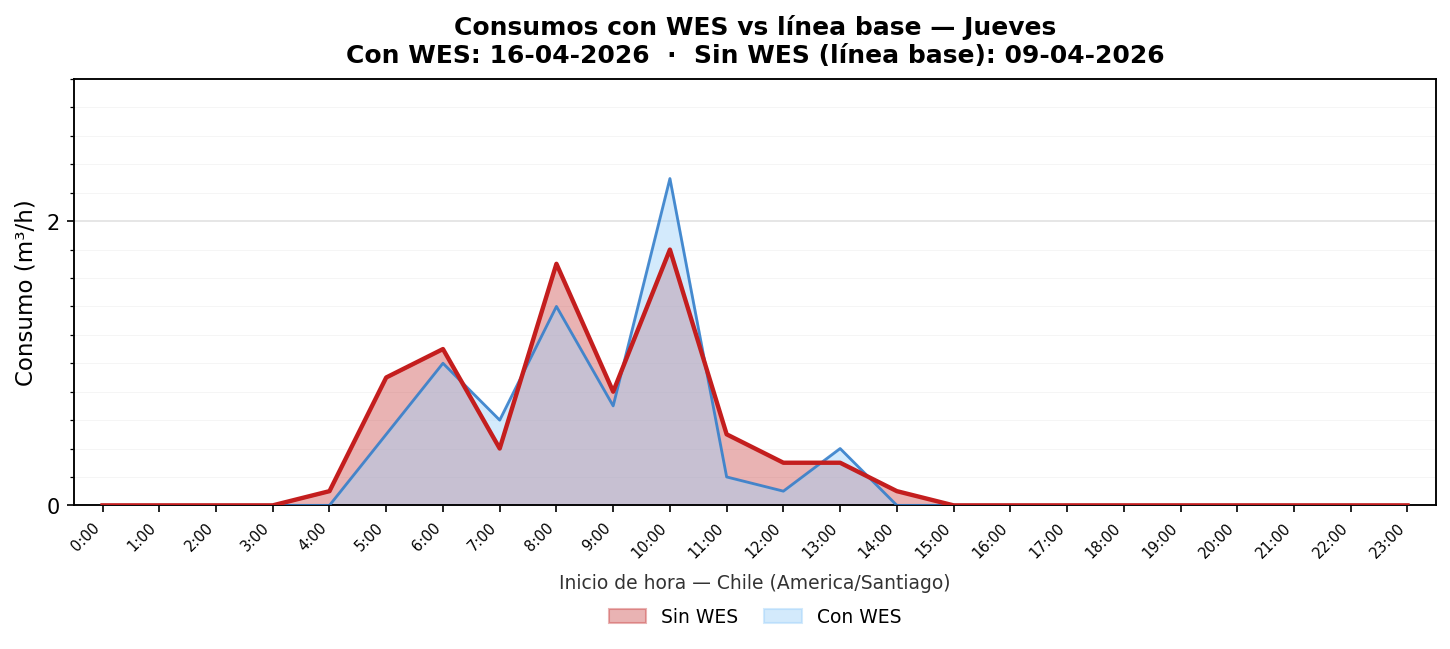 Consumos con WES vs línea base — Jueves
Con WES: 16-04-2026 · Sin WES (línea base): 09-04-2026
Consumo (m³/h)
2
0
0:00 1:00 2:00 3:00 4:00 5:00 6:00 7:00 8:00 9:00 10:00 11:00 12:00 13:00 14:00 15:00 16:00 17:00 18:00 19:00 20:00 21:00 22:00 23:00
Inicio de hora — Chile (America/Santiago)
Sin WES Con WES